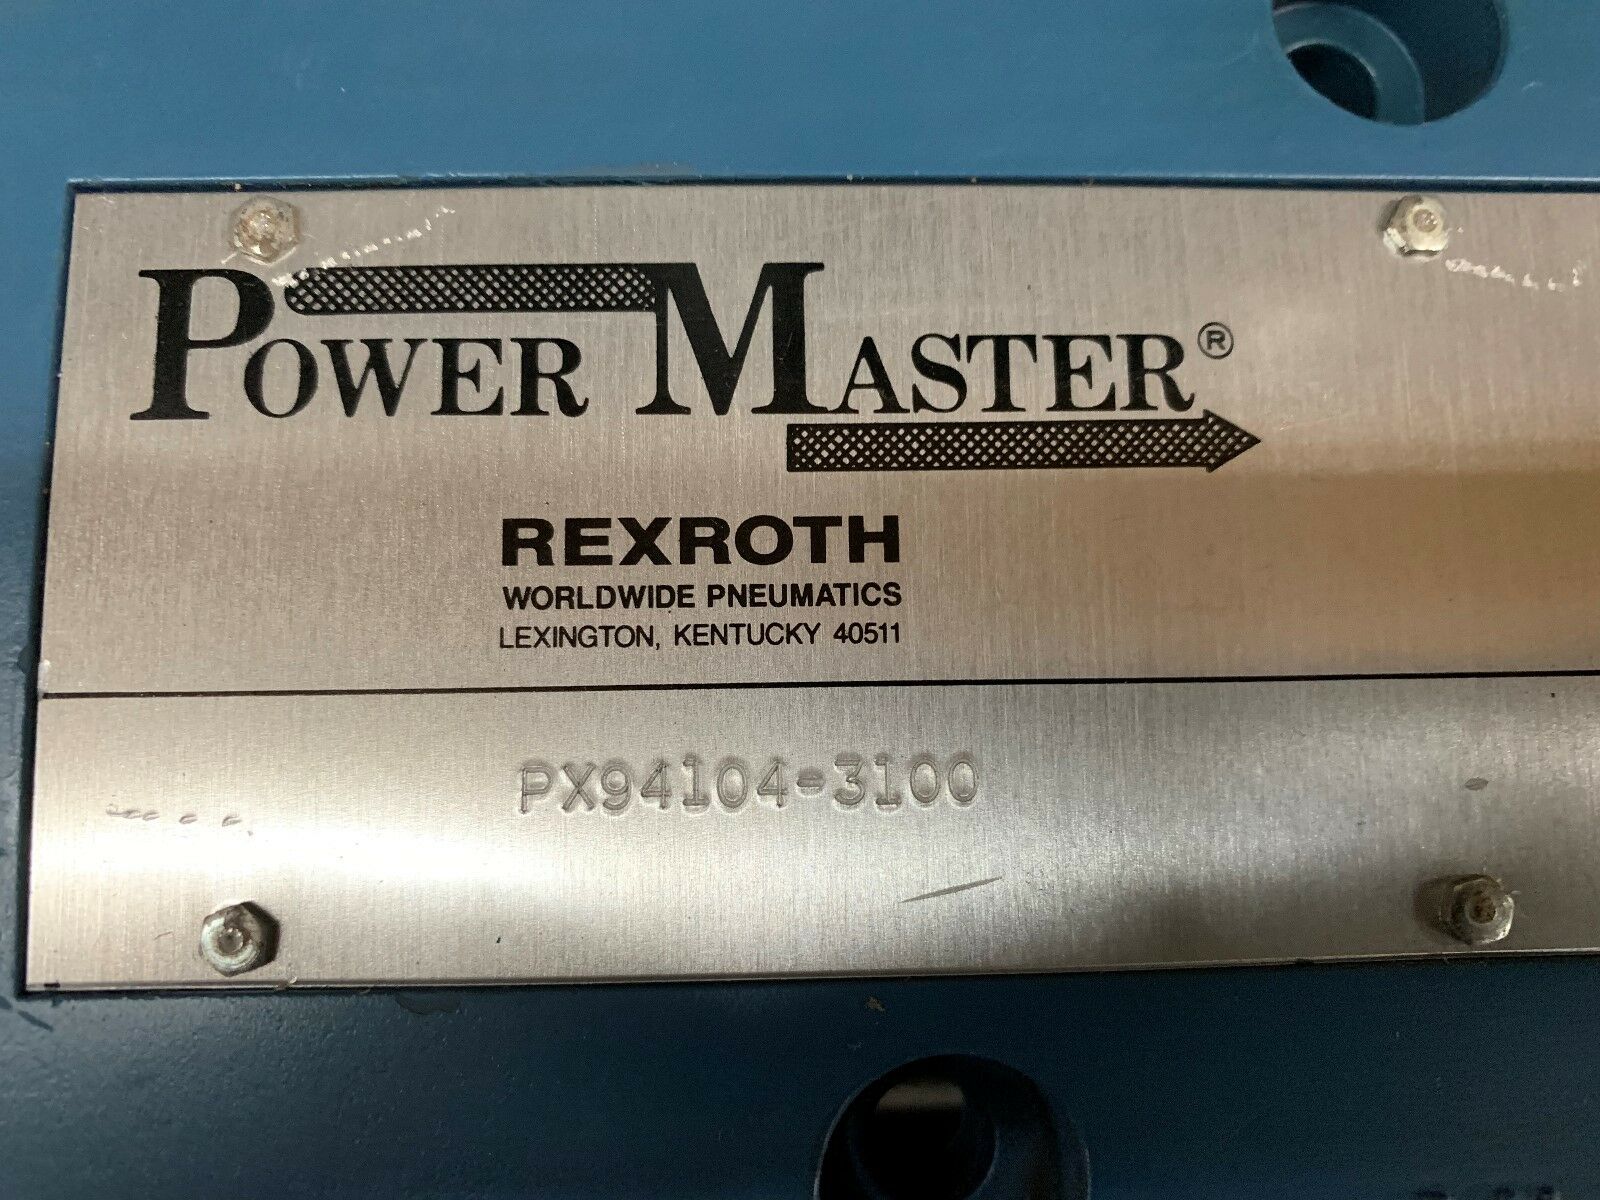 POWER MASTER®
REXROTH
WORLDWIDE PNEUMATICS
LEXINGTON, KENTUCKY 40511
PX94104-3100